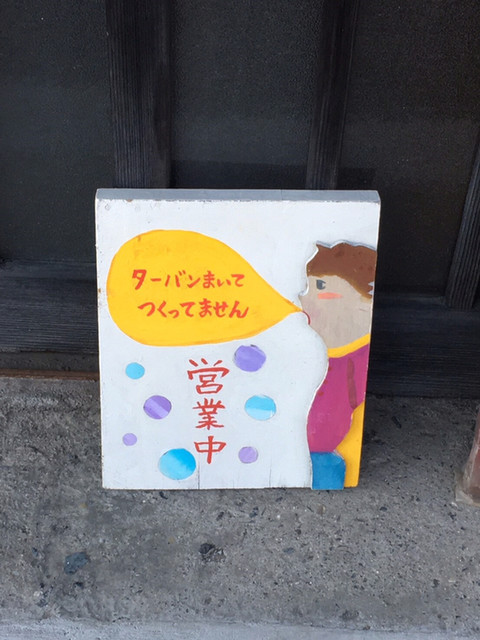 ターバンまいて
つくってません
営業中